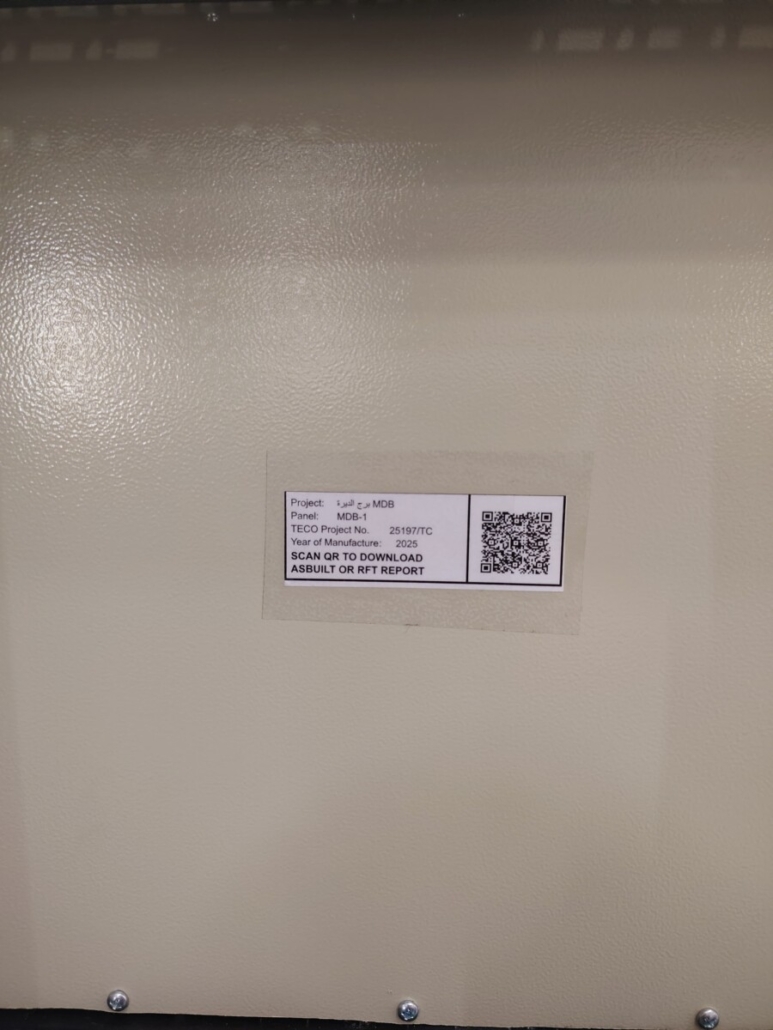 Project: برج الديرة MDB
Panel: MDB-1
TECO Project No. 25197/TC
Year of Manufacture: 2025
SCAN QR TO DOWNLOAD
ASBUILT OR RFT REPORT